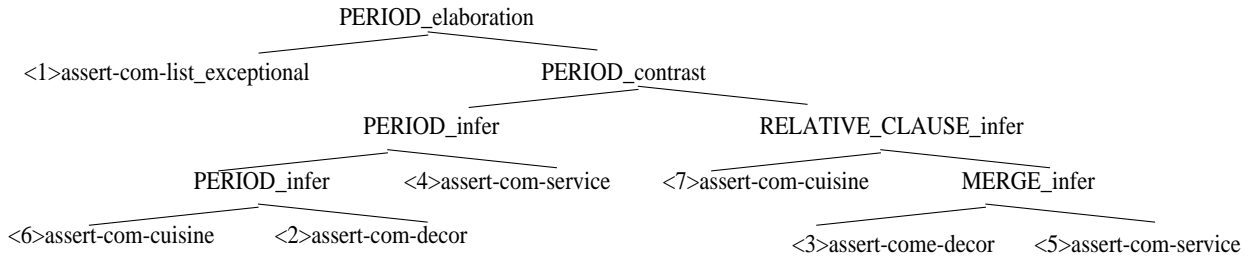 PERIOD_elaboration
<1>assert-com-list_exceptional PERIOD_contrast
PERIOD_infer RELATIVE_CLAUSE_infer
PERIOD_infer <4>assert-com-service <7>assert-com-cuisine MERGE_infer
<6>assert-com-cuisine <2>assert-com-decor <3>assert-come-decor <5>assert-com-service